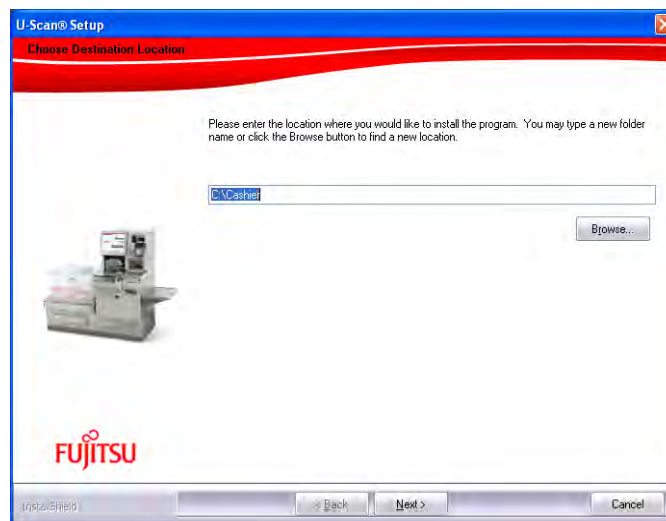 U-Scan® Setup
Choose Destination Location
Please enter the location where you would like to install the program. You may type a new folder
name or click the Browse button to find a new location.
C:\Cashier
Browse...
FUJITSU
InstallShield
< Back
Next >
Cancel